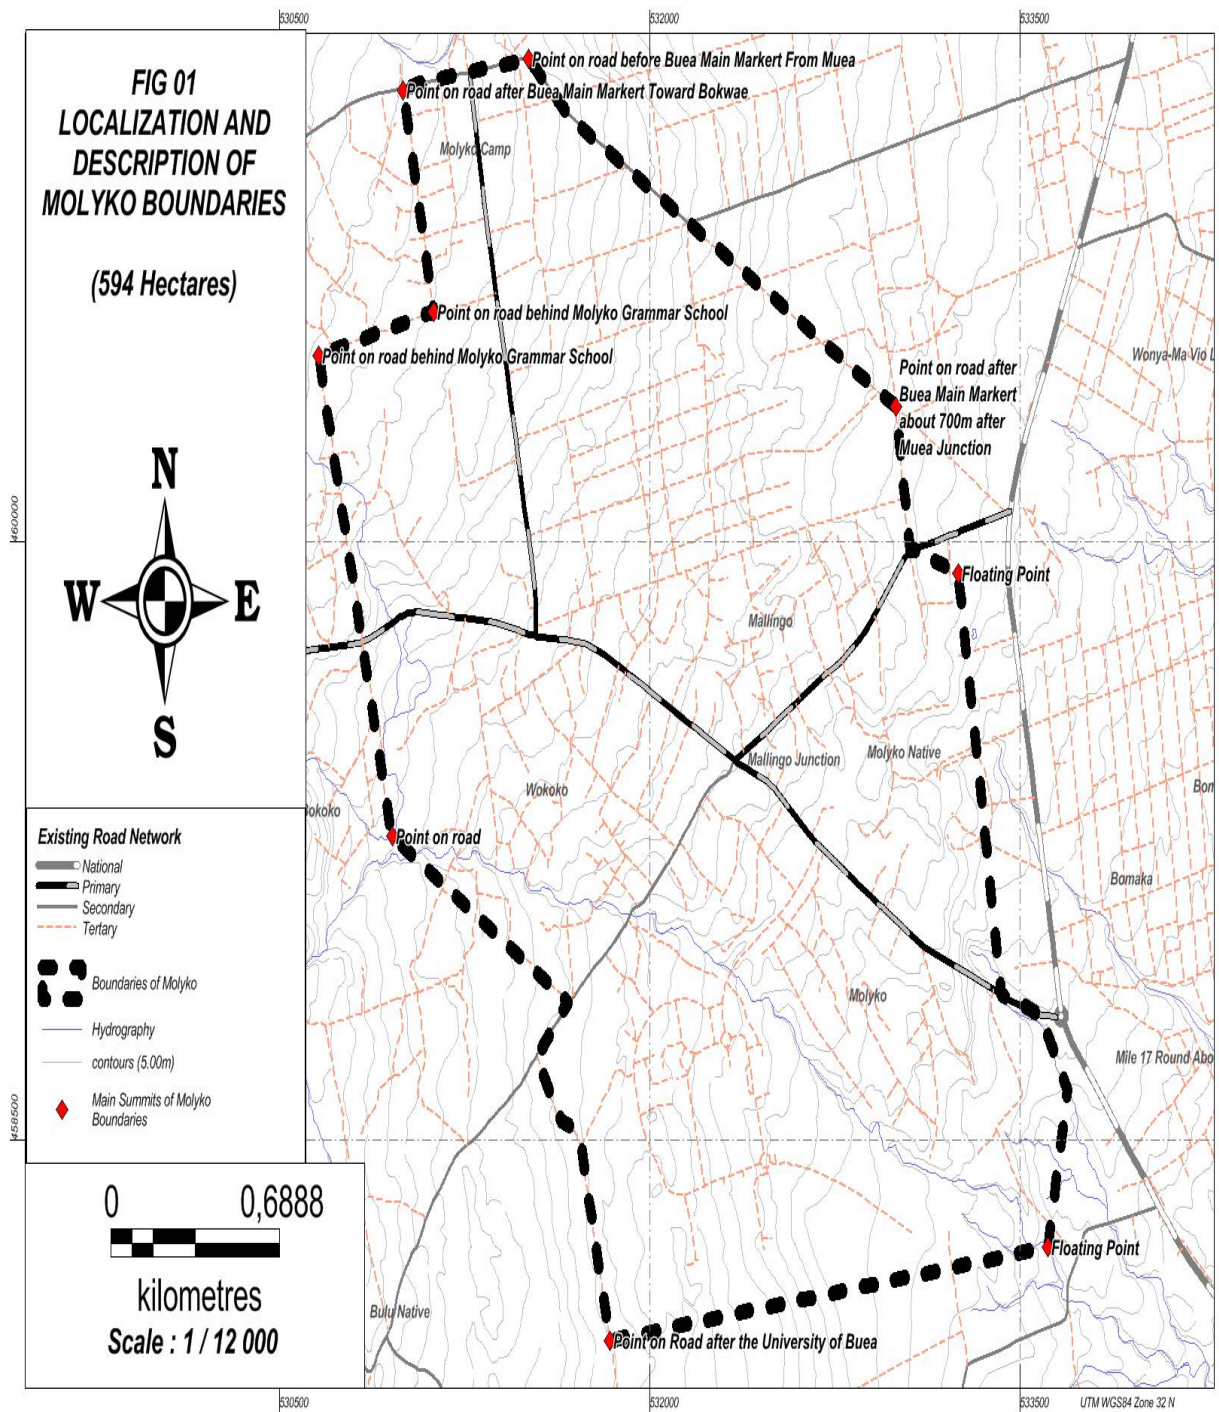 530500
532000
533500
FIG 01
LOCALIZATION AND
DESCRIPTION OF
MOLYKO BOUNDARIES
(594 Hectares)
Point on road before Buea Main Markert From Muea
Point on road after Buea Main Markert Toward Bokwae
Molyko Camp
Point on road behind Molyko Grammar School
Point on road behind Molyko Grammar School
Wonya-Ma Vio L
Point on road after
Buea Main Markert
about 700m after
Muea Junction
N
W
E
S
460000
Floating Point
Mallingo
Mallingo Junction
Molyko Native
Wokoko
Bom
Point on road
Bomaka
Molyko
Mile 17 Round Abo
Existing Road Network
National
Primary
Secondary
Tertary
Boundaries of Molyko
Hydrography
contours (5.00m)
Main Summits of Molyko
Boundaries
458500
0
0,6888
kilometres
Scale : 1 / 12 000
Floating Point
Bulu Native
Point on Road after the University of Buea
530500
532000
533500
UTM WGS84 Zone 32 N